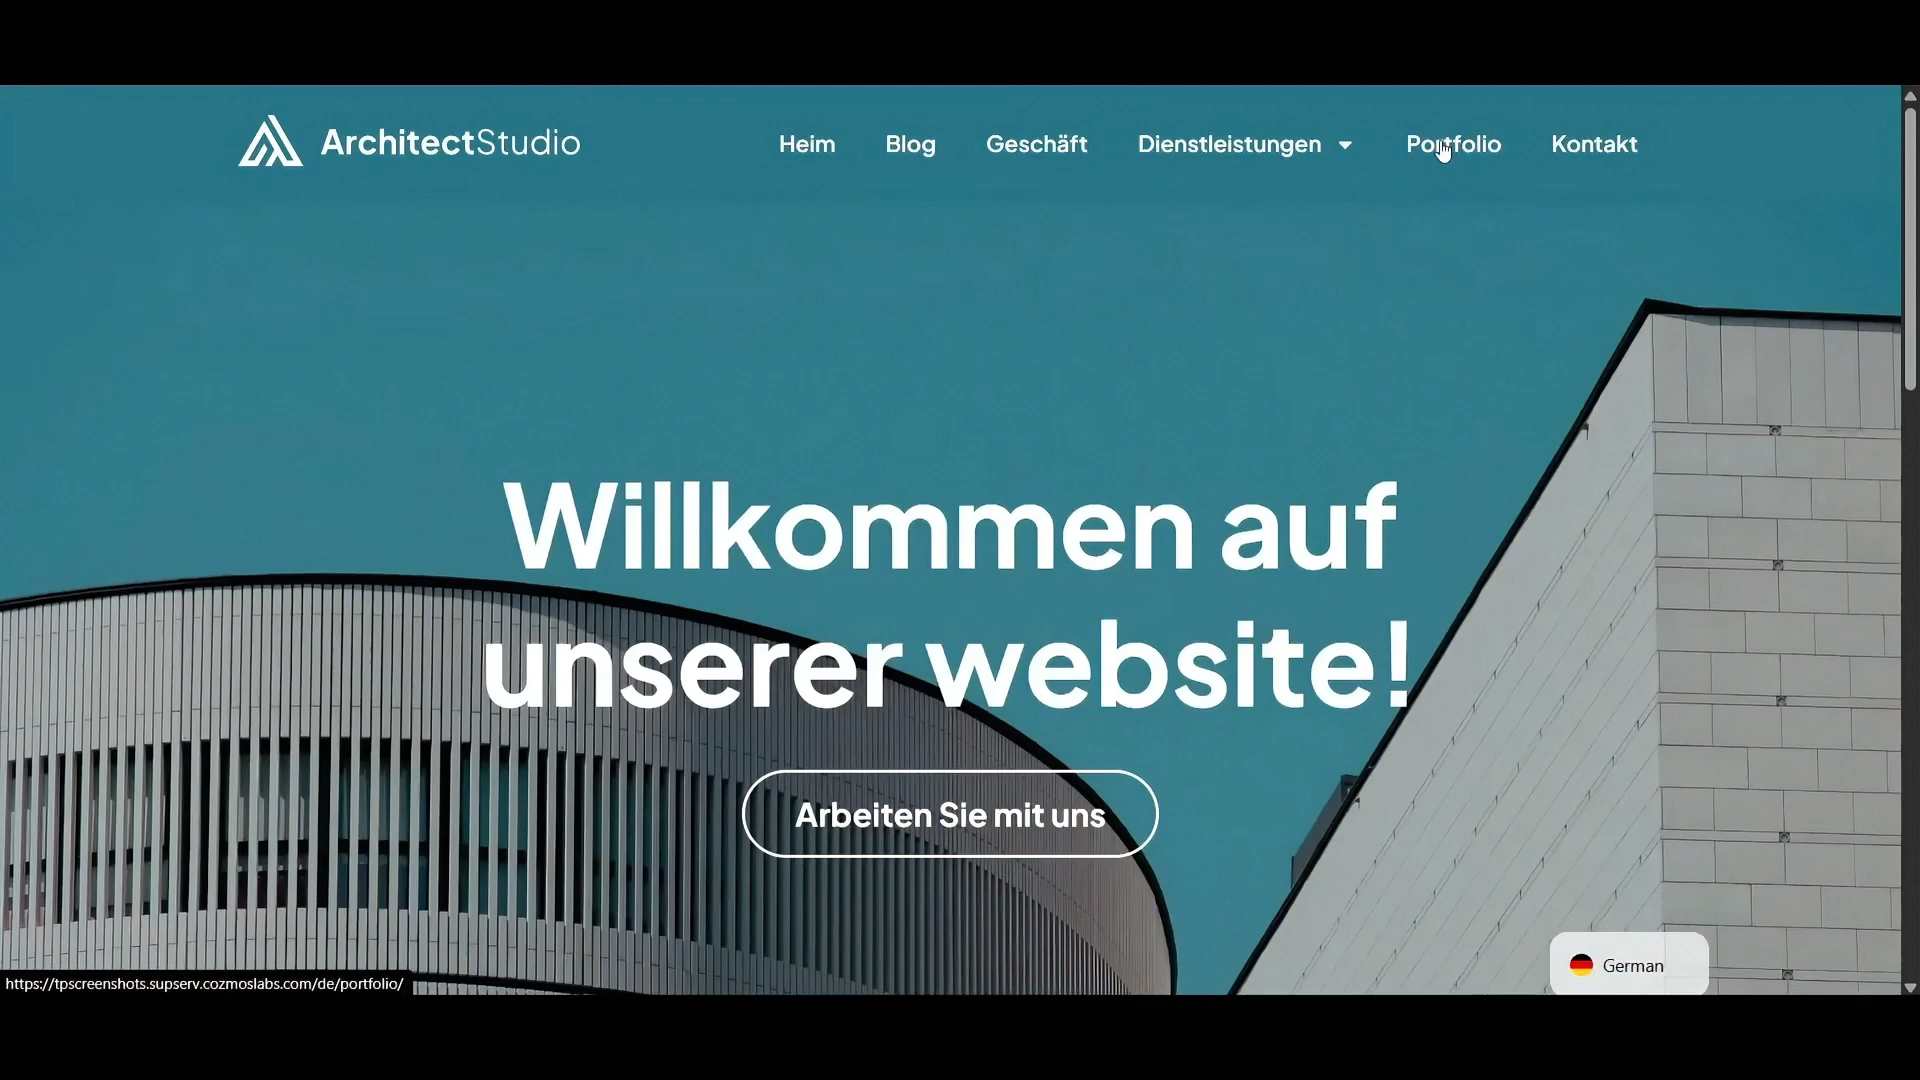 ArchitectStudio
Heim Blog Geschäft Dienstleistungen Portfolio Kontakt
Willkommen auf
unserer website!
Arbeiten Sie mit uns
German
https://tpscreenshots.supserv.cozmoslabs.com/de/portfolio/